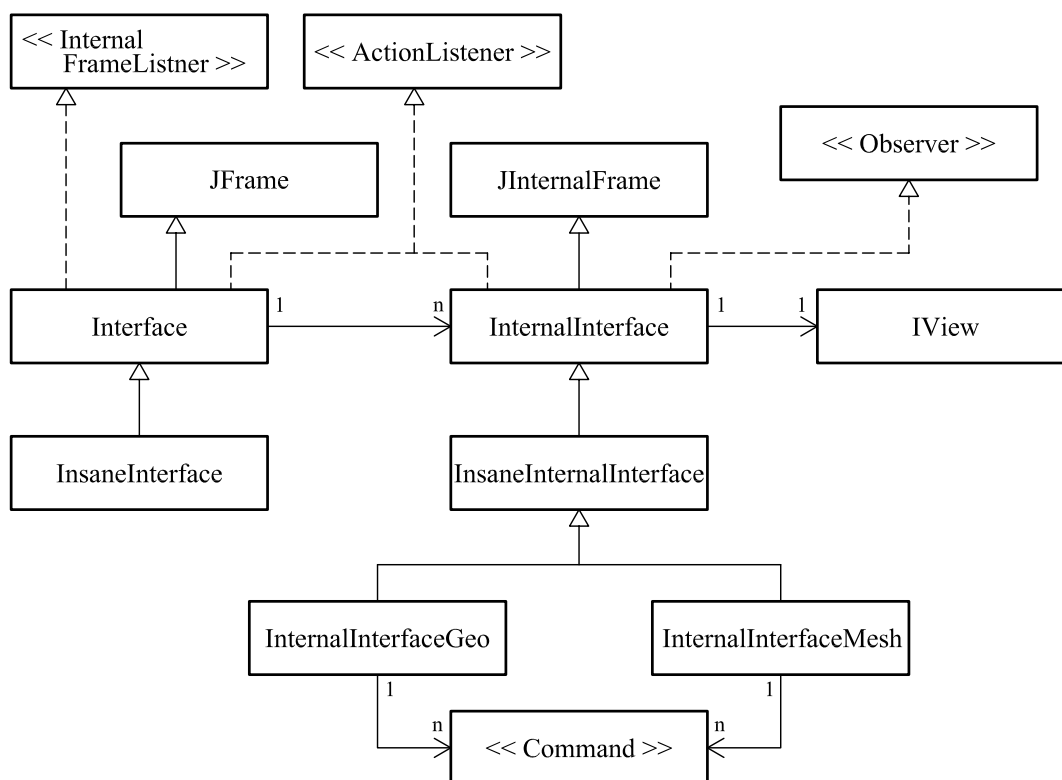 << Internal
FrameListner >>
<< ActionListener >>
<< Observer >>
JFrame
JInternalFrame
1
n
1
1
Interface
InternalInterface
IView
InsaneInterface
InsaneInternalInterface
InternalInterfaceGeo
InternalInterfaceMesh
1
1
n
n
<< Command >>